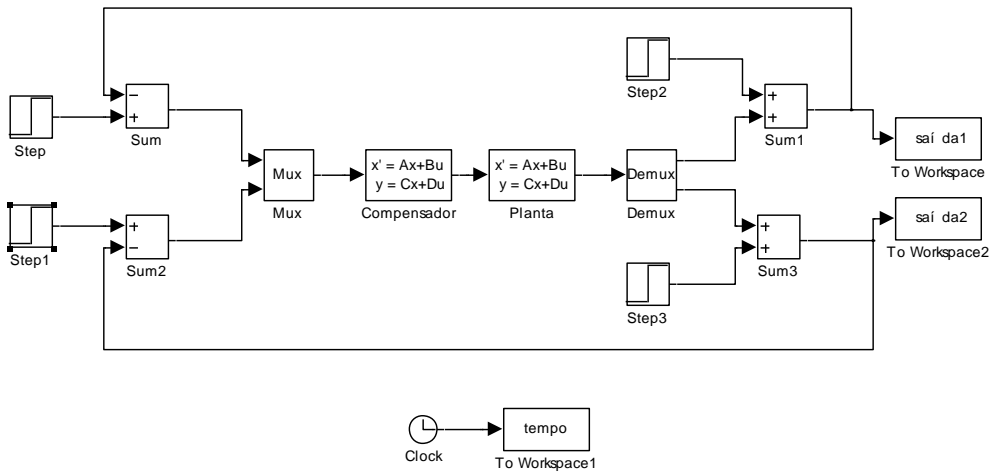 Step2
−
+
Sum
Step
+
+
Sum1
saí da1
To Workspace
Mux
Mux
x' = Ax+Bu
y = Cx+Du
Compensador
x' = Ax+Bu
y = Cx+Du
Planta
Demux
Demux
Step1
+
−
Sum2
+
+
Sum3
saí da2
To Workspace2
Step3
Clock
tempo
To Workspace1